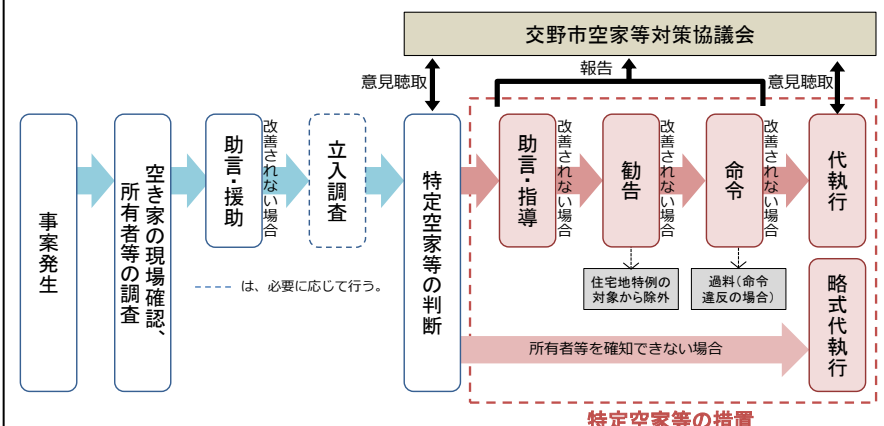 交野市空家等対策協議会
意見聴取
報告
意見聴取
事案発生
空き家の現場確認、
所有者等の調査
助言・援助
改善されない場合
立入調査
特定空家等の判断
助言・指導
改善されない場合
勧告
改善されない場合
命令
改善されない場合
代執行
は、必要に応じて行う。
住宅地特例の
対象から除外
過料(命令
違反の場合)
所有者等を確知できない場合
略式代執行
特定空家等の措置